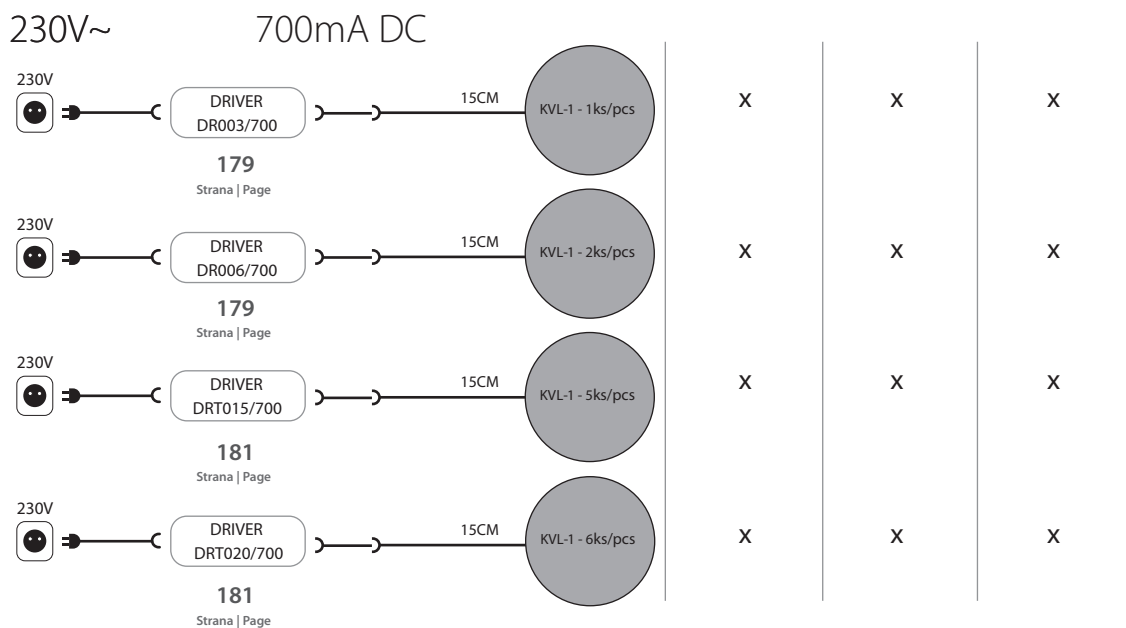 230V~ 700mA DC
230V
DRIVER
DR003/700
15CM
KVL-1 - 1ks/pcs
x x x
179
Strana | Page
230V
DRIVER
DR006/700
15CM
KVL-1 - 2ks/pcs
x x x
179
Strana | Page
230V
DRIVER
DRT015/700
15CM
KVL-1 - 5ks/pcs
x x x
181
Strana | Page
230V
DRIVER
DRT020/700
15CM
KVL-1 - 6ks/pcs
x x x
181
Strana | Page